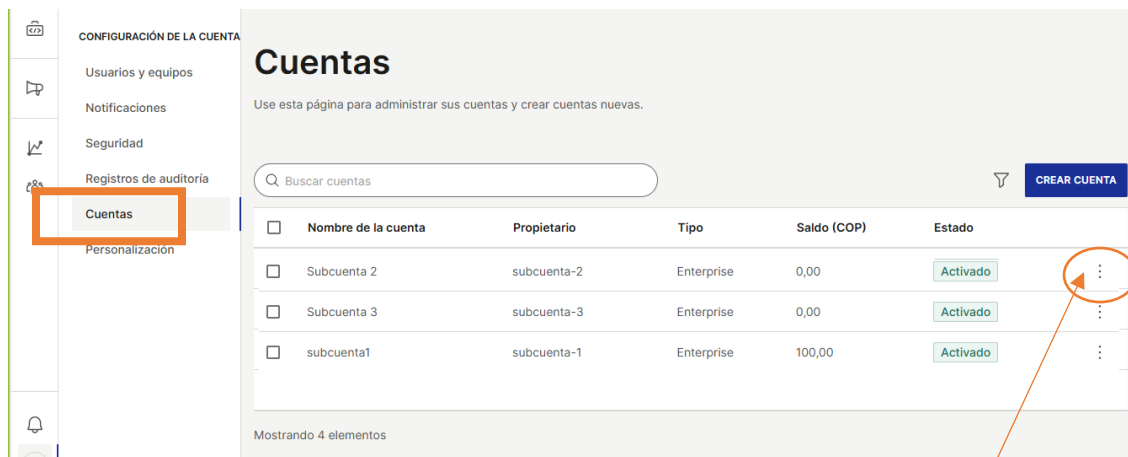 CONFIGURACIÓN DE LA CUENTA
Usuarios y equipos
Notificaciones
Seguridad
Registros de auditoría
Cuentas
Personalización
Cuentas
Use esta página para administrar sus cuentas y crear cuentas nuevas.
Buscar cuentas
CREAR CUENTA
Nombre de la cuenta Propietario Tipo Saldo (COP) Estado
Subcuenta 2 subcuenta-2 Enterprise 0,00 Activado
Subcuenta 3 subcuenta-3 Enterprise 0,00 Activado
subcuenta1 subcuenta-1 Enterprise 100,00 Activado
Mostrando 4 elementos